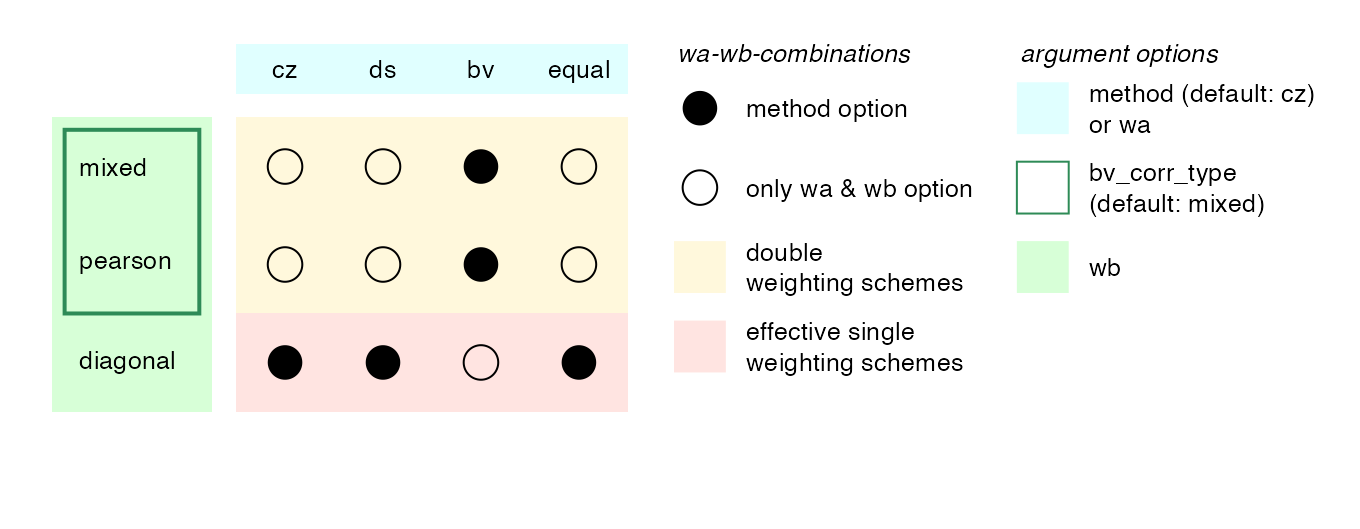 cz ds bv equal
mixed
pearson
diagonal
wa-wb-combinations
method option
only wa & wb option
double
weighting schemes
effective single
weighting schemes
argument options
method (default: cz)
or wa
bv_corr_type
(default: mixed)
wb